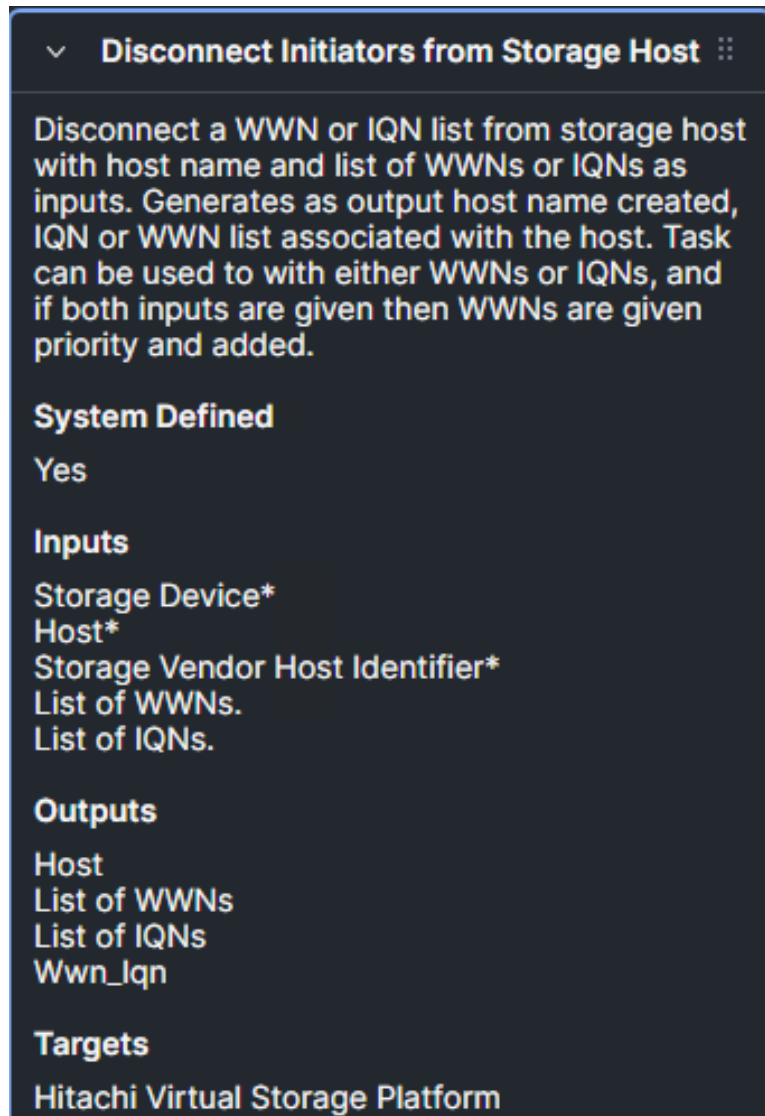 Disconnect Initiators from Storage Host
Disconnect a WWN or IQN list from storage host
with host name and list of WWNs or IQNs as
inputs. Generates as output host name created,
IQN or WWN list associated with the host. Task
can be used to with either WWNs or IQNs, and
if both inputs are given then WWNs are given
priority and added.
System Defined
Yes
Inputs
Storage Device*
Host*
Storage Vendor Host Identifier*
List of WWNs.
List of IQNs.
Outputs
Host
List of WWNs
List of IQNs
Wwn_Iqn
Targets
Hitachi Virtual Storage Platform